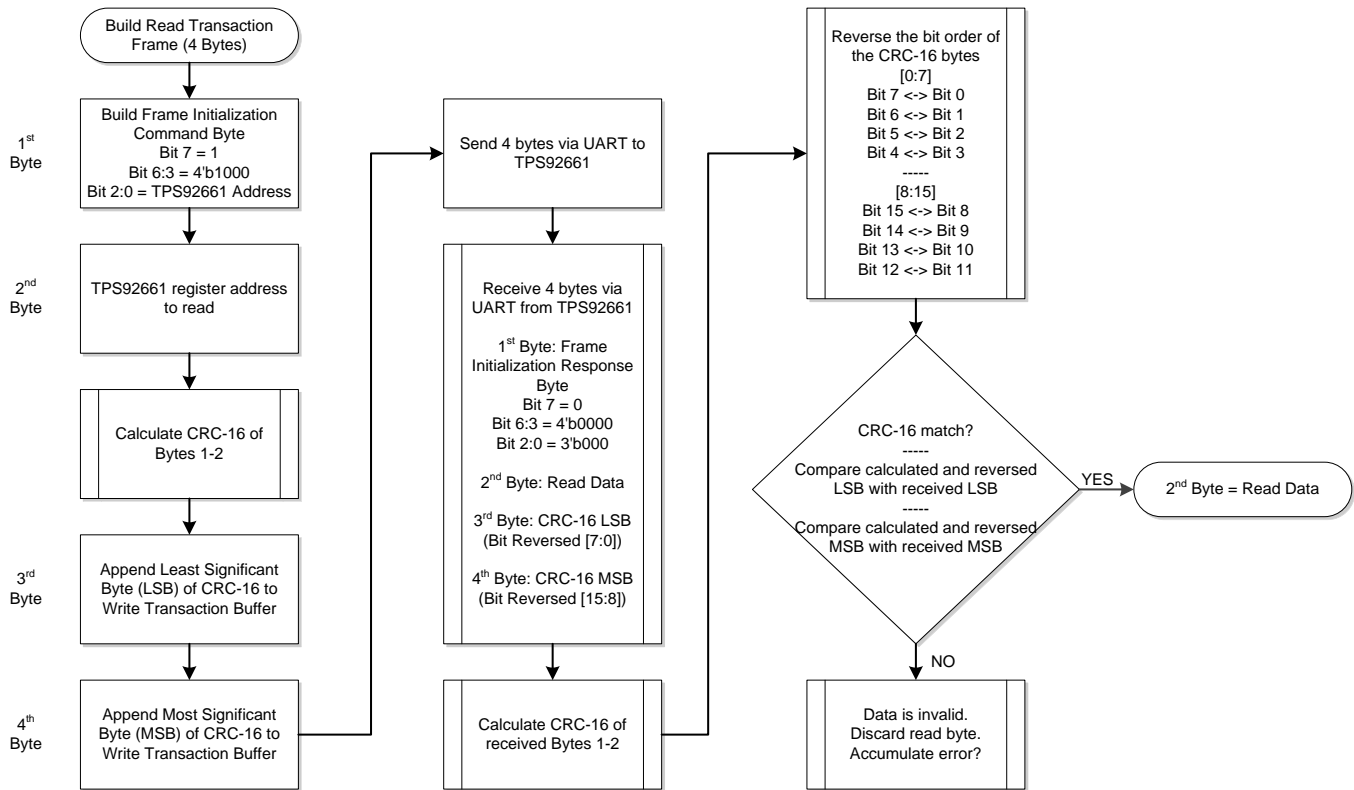 Build Read Transaction
Frame (4 Bytes)
1st
Byte
Build Frame Initialization
Command Byte
Bit 7 = 1
Bit 6:3 = 4'b1000
Bit 2:0 = TPS92661 Address
2nd
Byte
TPS92661 register address
to read
Calculate CRC-16 of
Bytes 1-2
3rd
Byte
Append Least Significant
Byte (LSB) of CRC-16 to
Write Transaction Buffer
4th
Byte
Append Most Significant
Byte (MSB) of CRC-16 to
Write Transaction Buffer
Send 4 bytes via UART to
TPS92661
Receive 4 bytes via
UART from TPS92661
1st Byte: Frame
Initialization Response
Byte
Bit 7 = 0
Bit 6:3 = 4'b0000
Bit 2:0 = 3'b000
2nd Byte: Read Data
3rd Byte: CRC-16 LSB
(Bit Reversed [7:0])
4th Byte: CRC-16 MSB
(Bit Reversed [15:8])
Calculate CRC-16 of
received Bytes 1-2
Reverse the bit order of
the CRC-16 bytes
[0:7]
Bit 7 <-> Bit 0
Bit 6 <-> Bit 1
Bit 5 <-> Bit 2
Bit 4 <-> Bit 3
-----
[8:15]
Bit 15 <-> Bit 8
Bit 14 <-> Bit 9
Bit 13 <-> Bit 10
Bit 12 <-> Bit 11
CRC-16 match?
-----
Compare calculated and reversed
LSB with received LSB
-----
Compare calculated and reversed
MSB with received MSB
YES
2nd Byte = Read Data
NO
Data is invalid.
Discard read byte.
Accumulate error?